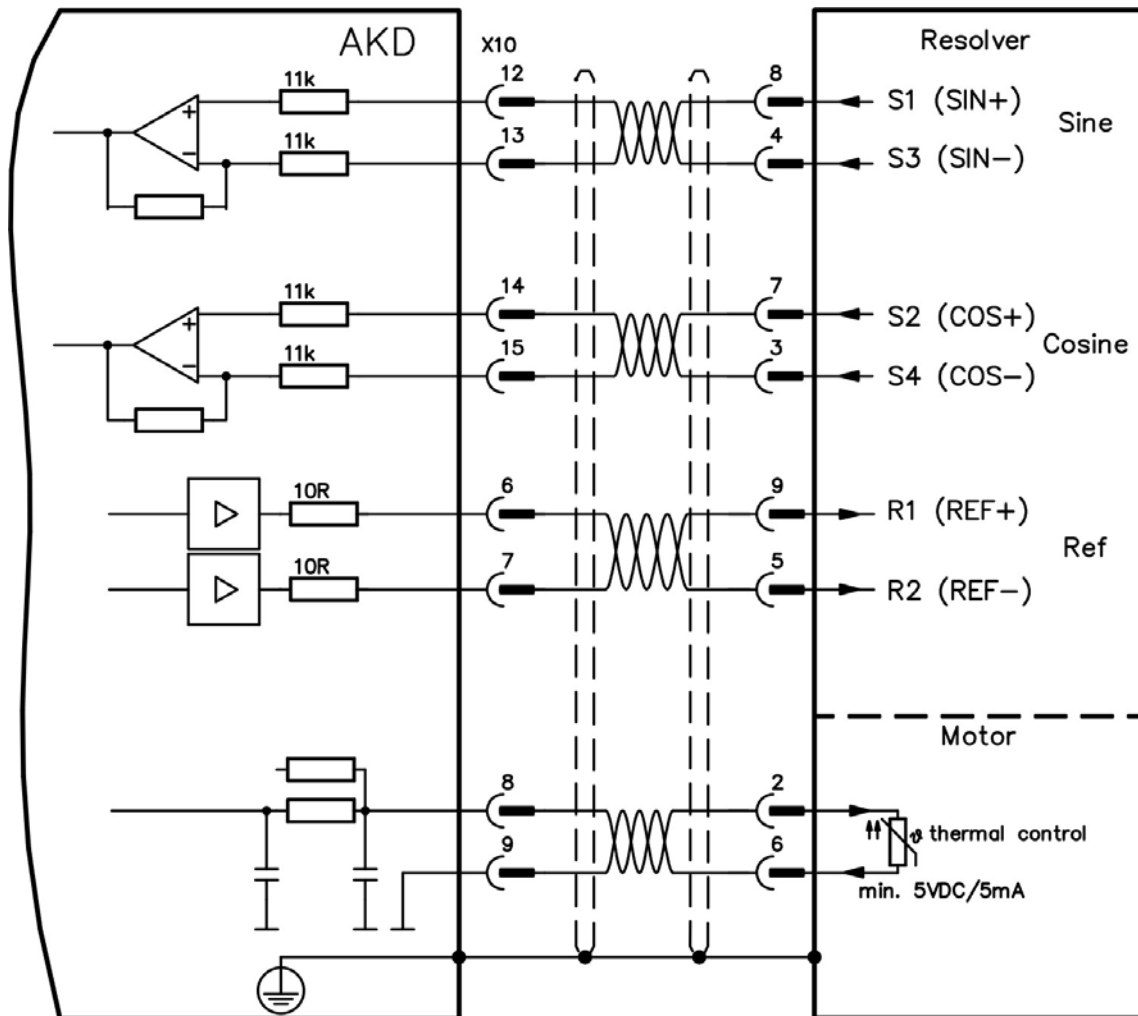 AKD
X10
Resolver
11k
12
8
S1 (SIN+)
Sine
+
11k
13
4
S3 (SIN-)
-
11k
14
7
S2 (COS+)
Cosine
+
11k
15
3
S4 (COS-)
-
10R
6
9
R1 (REF+)
Ref
10R
7
5
R2 (REF-)
Motor
8
2
ϑ thermal control
9
6
min. 5VDC/5mA